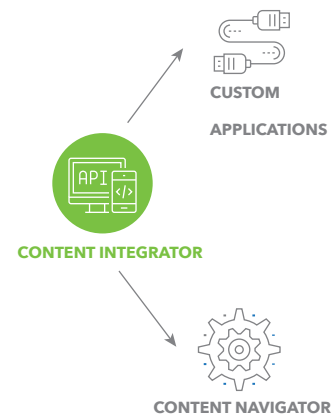 CUSTOM
APPLICATIONS
API
</>
CONTENT INTEGRATOR
CONTENT NAVIGATOR